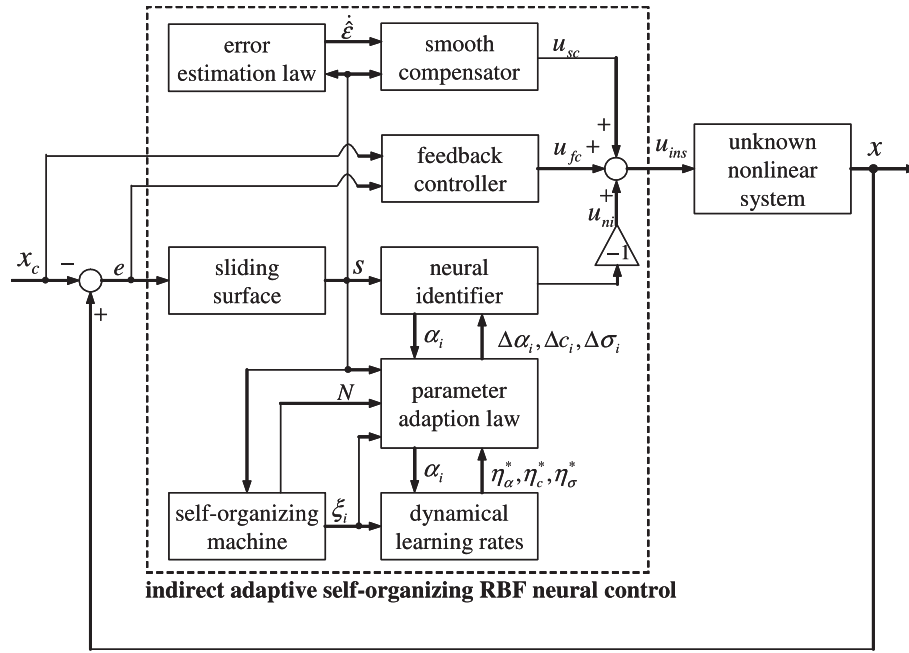 error
estimation law
ε̂̇
smooth
compensator
u_sc
+
feedback
controller
u_fc
+
u_ins
unknown
nonlinear
system
x
+
u_ni
−1
x_c
−
e
+
sliding
surface
s
neural
identifier
α_i
Δα_i, Δc_i, Δσ_i
N
parameter
adaption law
α_i
η*_α, η*_c, η*_σ
self-organizing
machine
ξ_i
dynamical
learning rates
indirect adaptive self-organizing RBF neural control